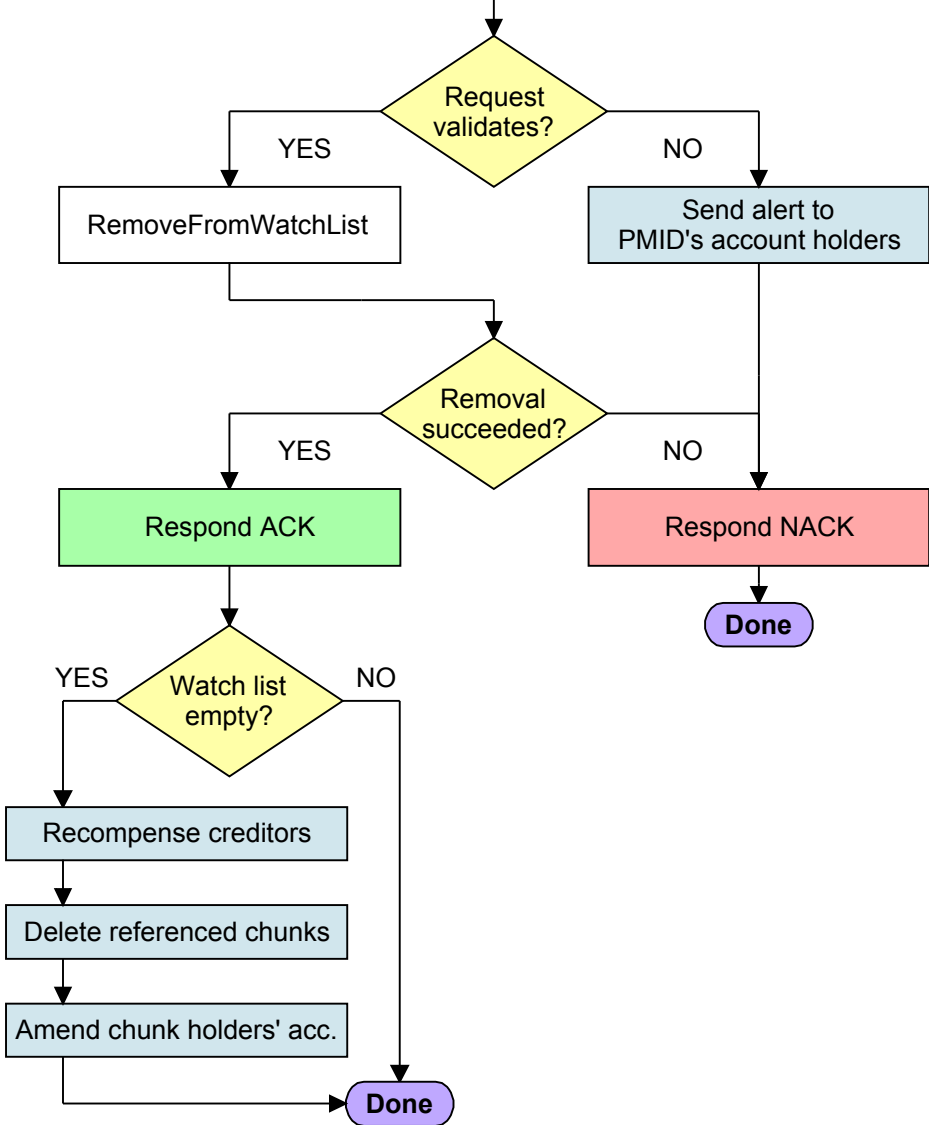 Request
validates?
YES
NO
RemoveFromWatchList
Send alert to
PMID's account holders
Removal
succeeded?
YES
NO
Respond ACK
Respond NACK
Done
YES
Watch list
empty?
NO
Recompense creditors
Delete referenced chunks
Amend chunk holders' acc.
Done